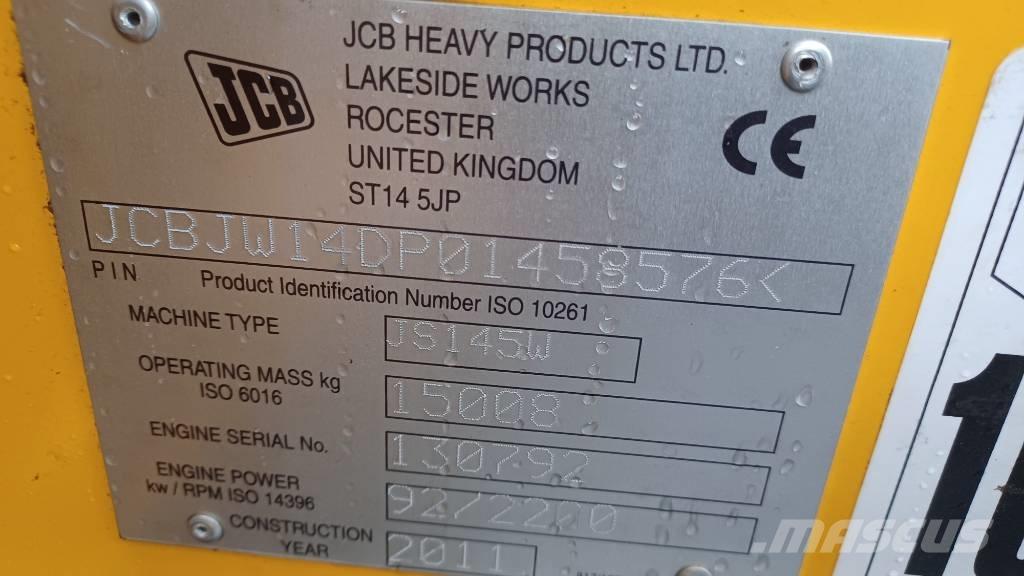 JCB
JCB HEAVY PRODUCTS LTD.
LAKESIDE WORKS
ROCESTER
UNITED KINGDOM
ST14 5JP
CE
JCBJW14DP01458576<
PIN Product Identification Number ISO 10261
MACHINE TYPE JS145W
OPERATING MASS kg
ISO 6016
15008
ENGINE SERIAL No. 130792
ENGINE POWER
kw / RPM ISO 14396
92/2200
CONSTRUCTION
YEAR
2011
MASCUS